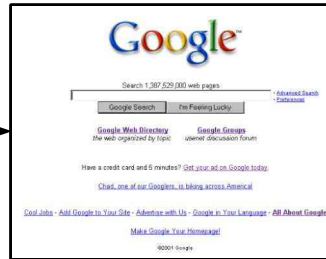 Google™
Search 1,387,529,000 web pages
Google Search I'm Feeling Lucky
· Advanced Search
· Preferences
Google Web Directory
the web organized by topic
Google Groups
usenet discussion forum
Have a credit card and 5 minutes? Get your ad on Google today.
Chad, one of our Googlers, is biking across America!
Cool Jobs - Add Google to Your Site - Advertise with Us - Google in Your Language - All About Google
Make Google Your Homepage!
©2001 Google